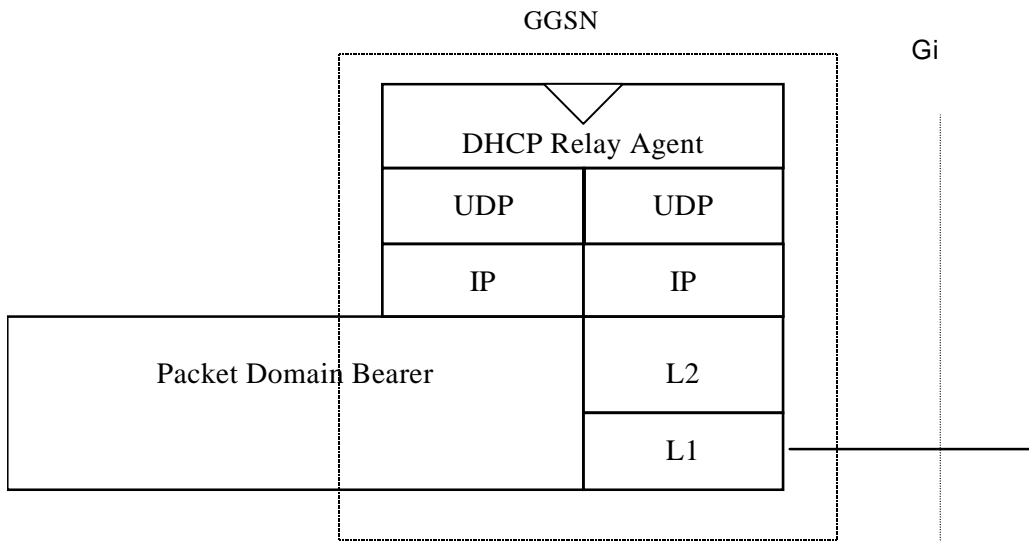 GGSN
Gi
DHCP Relay Agent
UDP UDP
IP IP
Packet Domain Bearer L2
L1